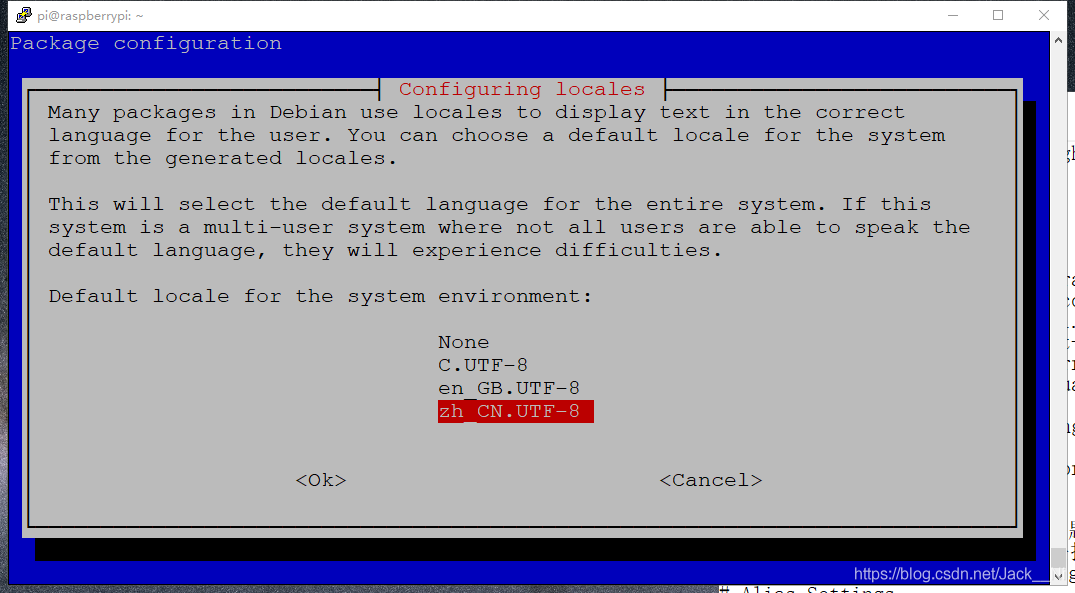 pi@raspberrypi: ~
Package configuration
Configuring locales
Many packages in Debian use locales to display text in the correct
language for the user. You can choose a default locale for the system
from the generated locales.
This will select the default language for the entire system. If this
system is a multi-user system where not all users are able to speak the
default language, they will experience difficulties.
Default locale for the system environment:
None
C.UTF-8
en_GB.UTF-8
zh_CN.UTF-8
<Ok> <Cancel>
https://blog.csdn.net/Jack__
# Alias Settings